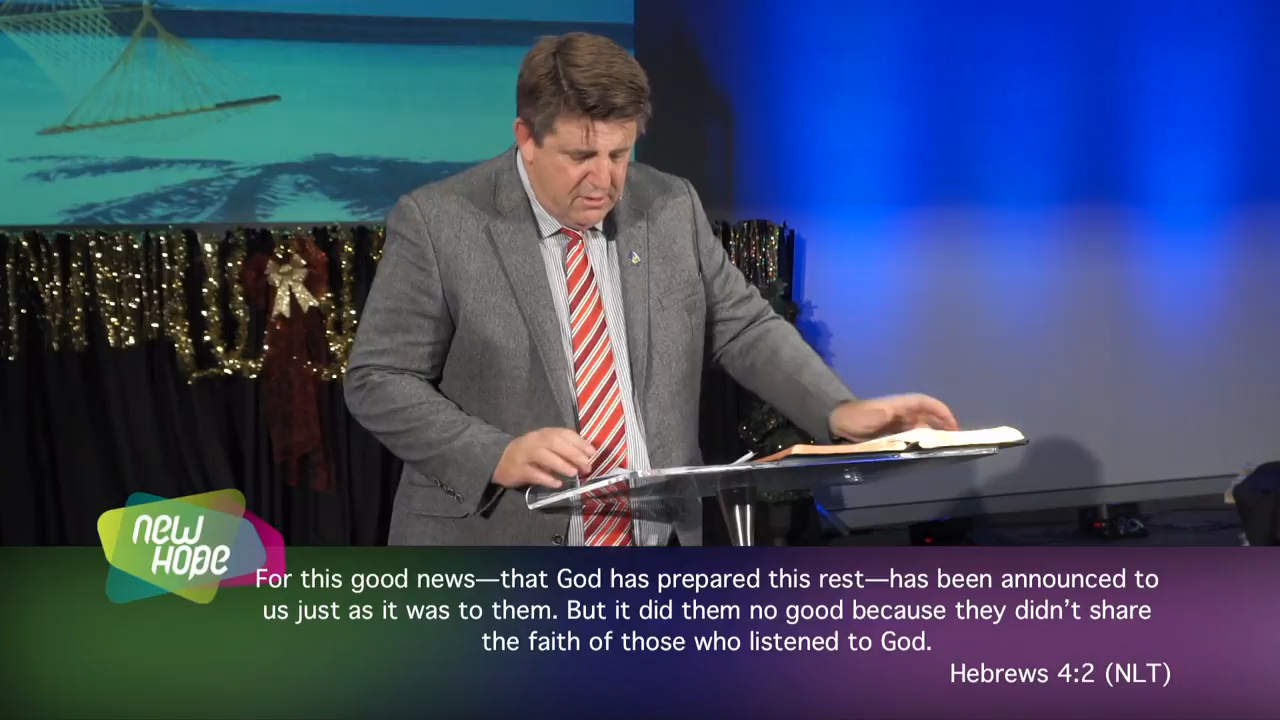 new
HOPe
For this good news—that God has prepared this rest—has been announced to
us just as it was to them. But it did them no good because they didn't share
the faith of those who listened to God.
Hebrews 4:2 (NLT)